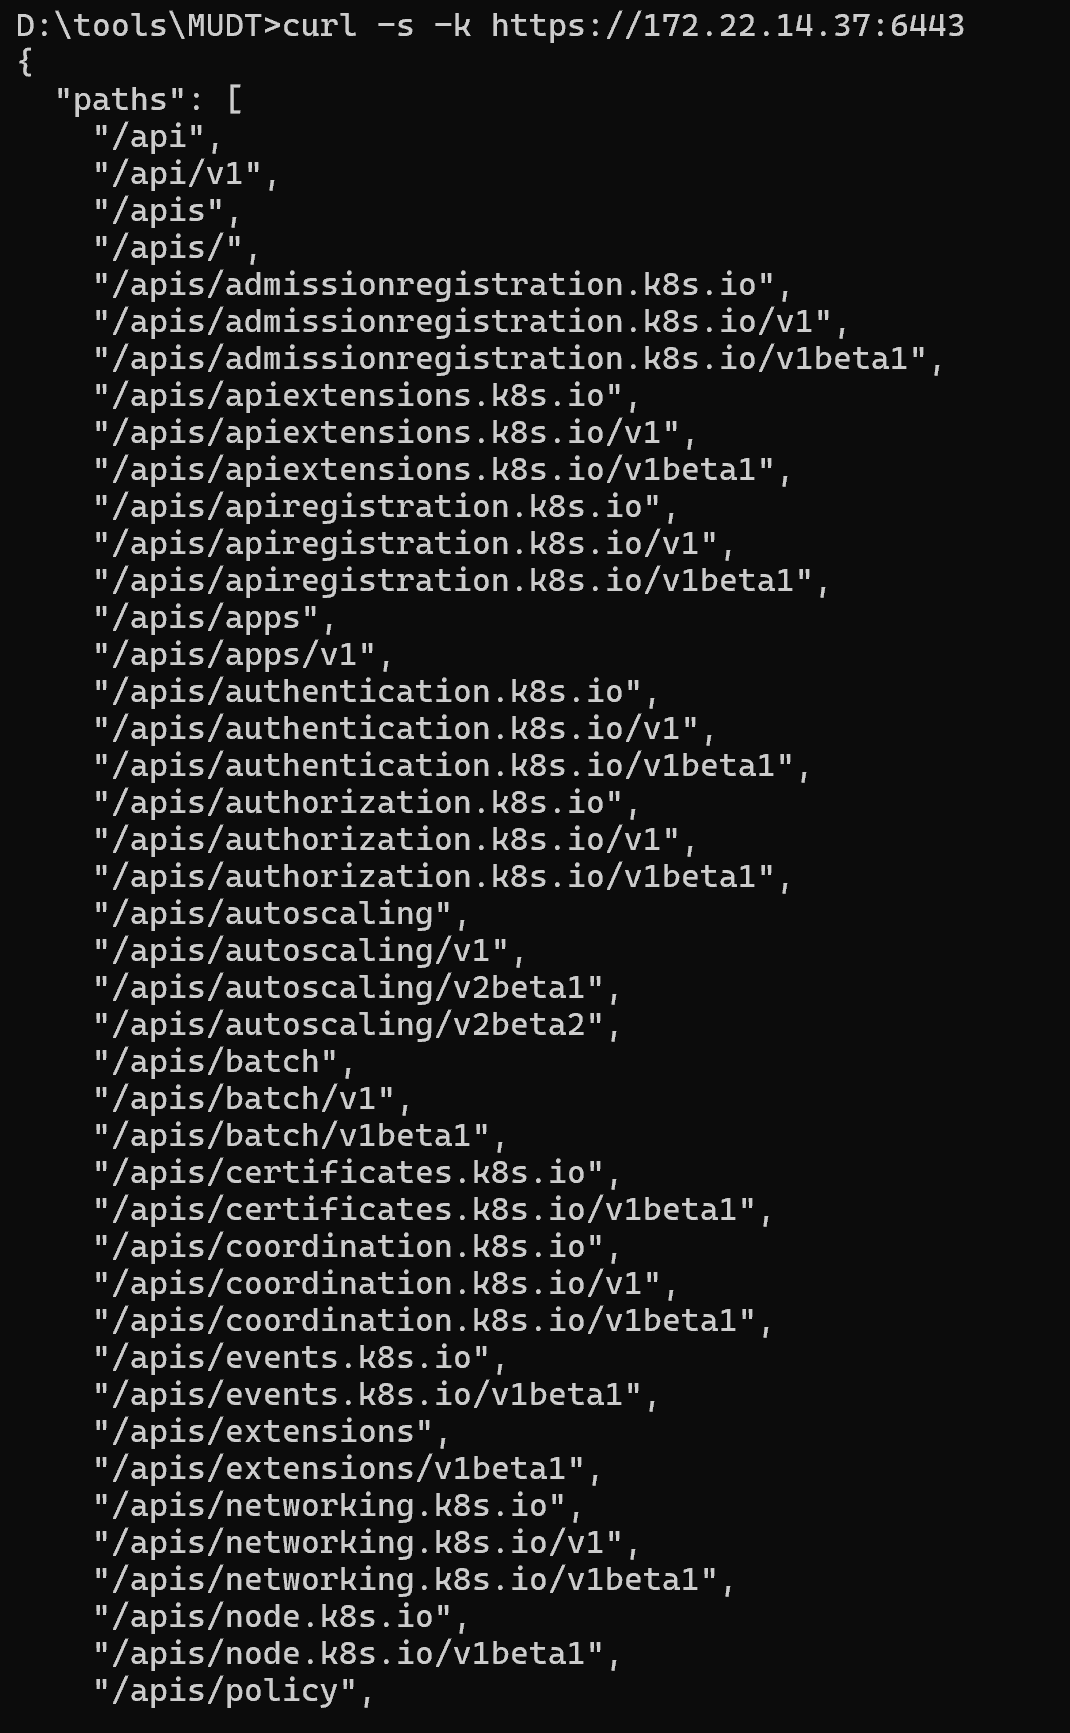 D:\tools\MUDT>curl -s -k https://172.22.14.37:6443
{
  "paths": [
    "/api",
    "/api/v1",
    "/apis",
    "/apis/",
    "/apis/admissionregistration.k8s.io",
    "/apis/admissionregistration.k8s.io/v1",
    "/apis/admissionregistration.k8s.io/v1beta1",
    "/apis/apiextensions.k8s.io",
    "/apis/apiextensions.k8s.io/v1",
    "/apis/apiextensions.k8s.io/v1beta1",
    "/apis/apiregistration.k8s.io",
    "/apis/apiregistration.k8s.io/v1",
    "/apis/apiregistration.k8s.io/v1beta1",
    "/apis/apps",
    "/apis/apps/v1",
    "/apis/authentication.k8s.io",
    "/apis/authentication.k8s.io/v1",
    "/apis/authentication.k8s.io/v1beta1",
    "/apis/authorization.k8s.io",
    "/apis/authorization.k8s.io/v1",
    "/apis/authorization.k8s.io/v1beta1",
    "/apis/autoscaling",
    "/apis/autoscaling/v1",
    "/apis/autoscaling/v2beta1",
    "/apis/autoscaling/v2beta2",
    "/apis/batch",
    "/apis/batch/v1",
    "/apis/batch/v1beta1",
    "/apis/certificates.k8s.io",
    "/apis/certificates.k8s.io/v1beta1",
    "/apis/coordination.k8s.io",
    "/apis/coordination.k8s.io/v1",
    "/apis/coordination.k8s.io/v1beta1",
    "/apis/events.k8s.io",
    "/apis/events.k8s.io/v1beta1",
    "/apis/extensions",
    "/apis/extensions/v1beta1",
    "/apis/networking.k8s.io",
    "/apis/networking.k8s.io/v1",
    "/apis/networking.k8s.io/v1beta1",
    "/apis/node.k8s.io",
    "/apis/node.k8s.io/v1beta1",
    "/apis/policy",